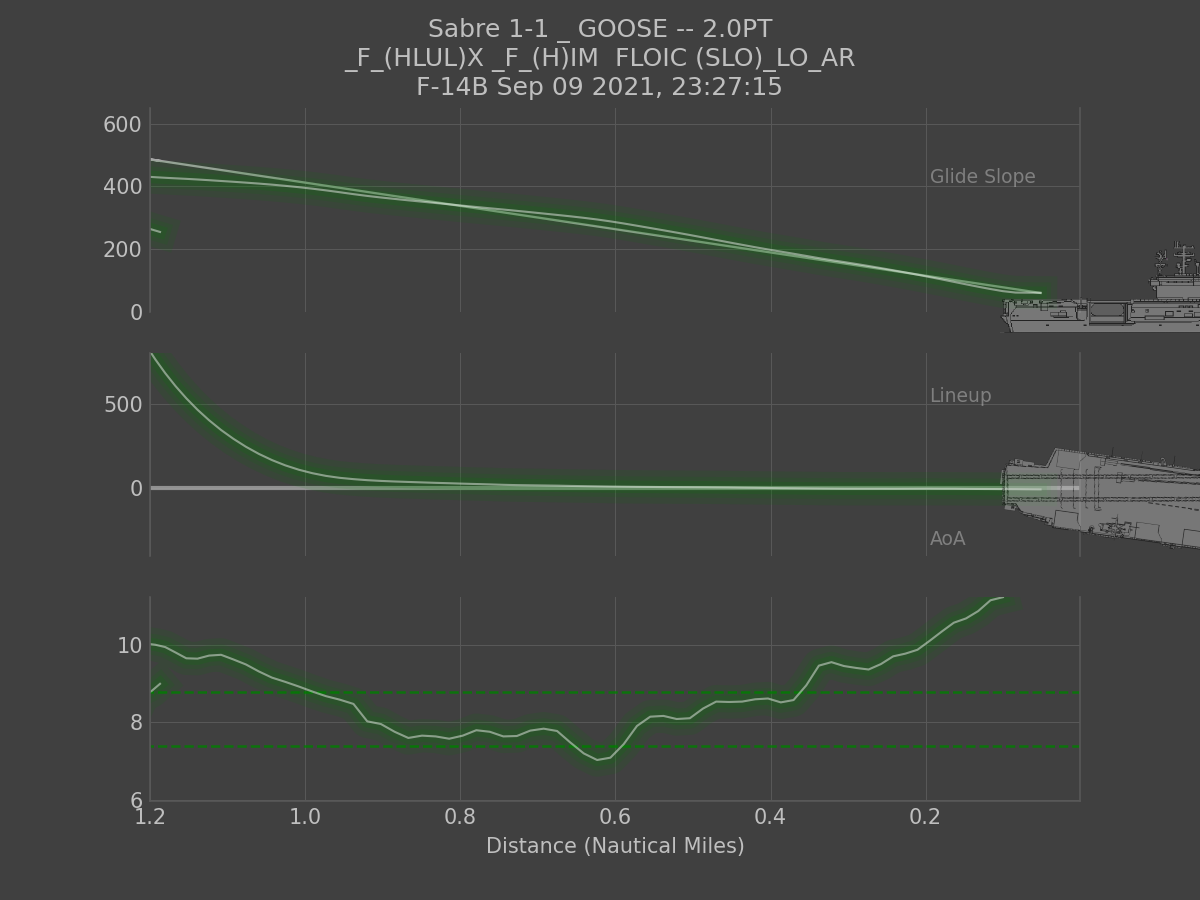 Sabre 1-1 _ GOOSE -- 2.0PT
_F_(HLUL)X _F_(H)IM  FLOIC (SLO)_LO_AR
F-14B Sep 09 2021, 23:27:15
600
400
200
0
Glide Slope
500
0
Lineup
AoA
10
8
6
1.2
1.0
0.8
0.6
0.4
0.2
Distance (Nautical Miles)